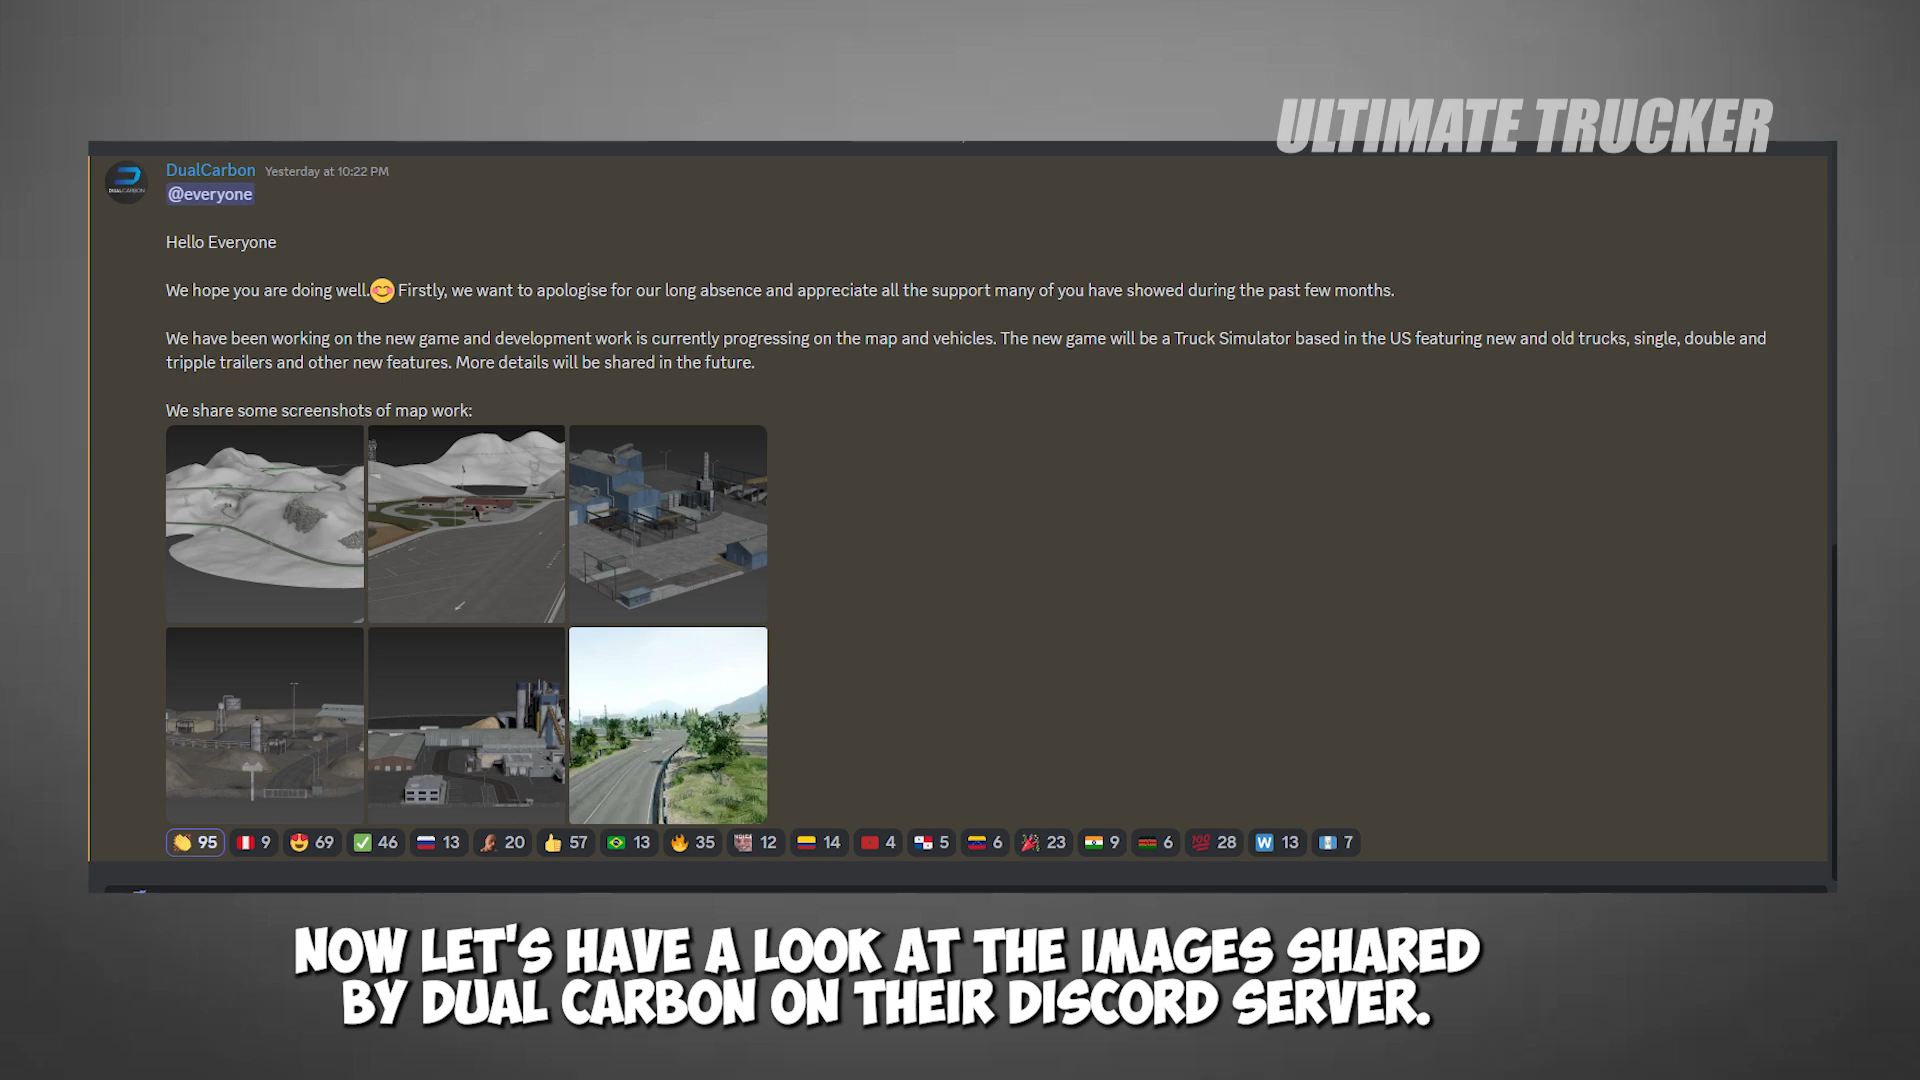 ULTIMATE TRUCKER
DualCarbon Yesterday at 10:22 PM
DUALCARBON
@everyone
Hello Everyone
We hope you are doing well.😊 Firstly, we want to apologise for our long absence and appreciate all the support many of you have showed during the past few months.
We have been working on the new game and development work is currently progressing on the map and vehicles. The new game will be a Truck Simulator based in the US featuring new and old trucks, single, double and
tripple trailers and other new features. More details will be shared in the future.
We share some screenshots of map work:
95 9 69 46 13 20 57 13 35 12 14 4 5 6 23 9 6 100 28 W 13 7
NOW LET'S HAVE A LOOK AT THE IMAGES SHARED
BY DUAL CARBON ON THEIR DISCORD SERVER.